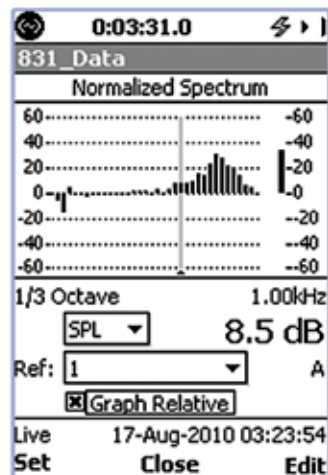 0:03:31.0
831_Data
Normalized Spectrum
60 -60
40 -40
20 -20
0 -0
-20 --20
-40 --40
-60 --60
1/3 Octave 1.00kHz
SPL 8.5 dB
Ref: 1 A
Graph Relative
Live 17-Aug-2010 03:23:54
Set Close Edit